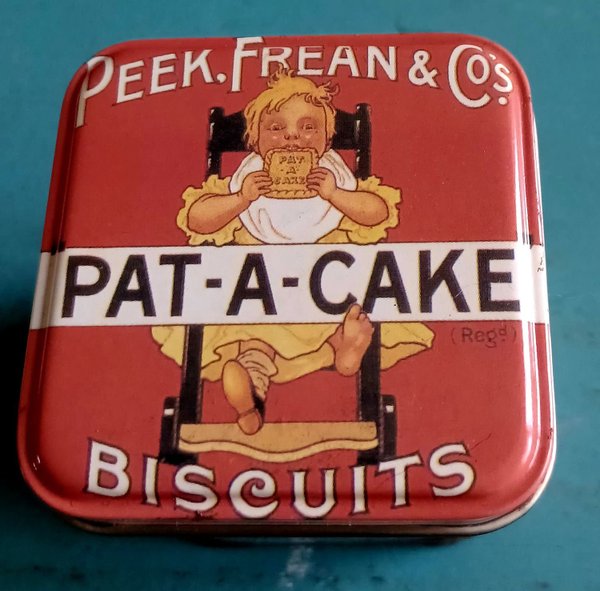 PEEK, FREAN & CO'S.
PAT
-A-
CAKE
PAT-A-CAKE
(Regd)
BISCUITS